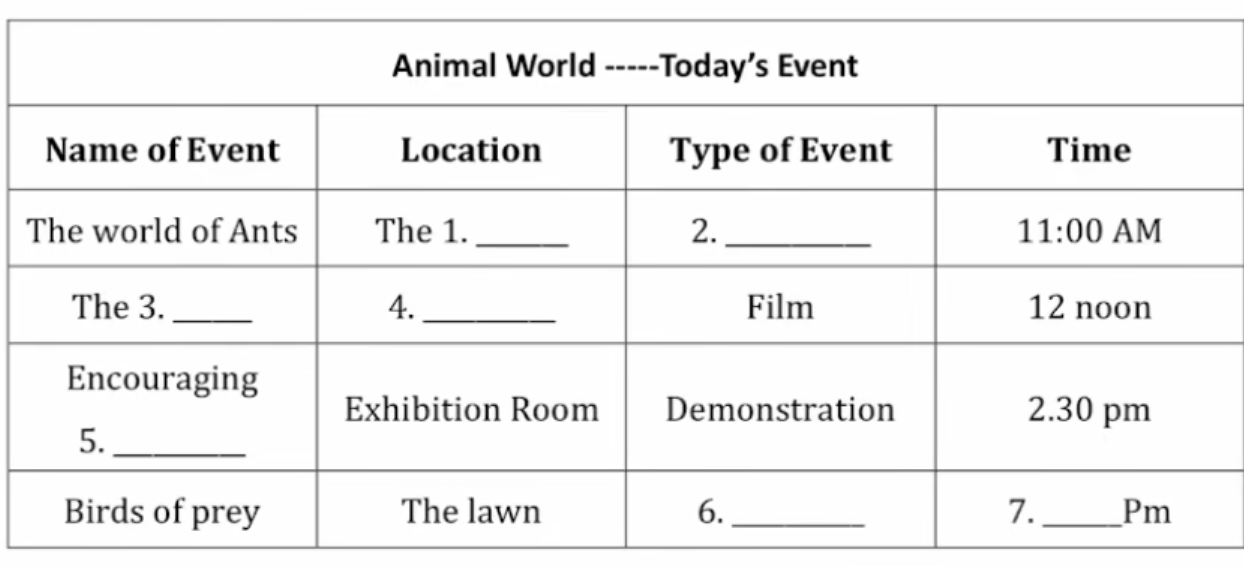 Animal World -----Today's Event
Name of Event Location Type of Event Time
The world of Ants The 1. ______ 2. __________ 11:00 AM
The 3. _____ 4. _________ Film 12 noon
Encouraging
5. _________ Exhibition Room Demonstration 2.30 pm
Birds of prey The lawn 6. _________ 7. _____Pm